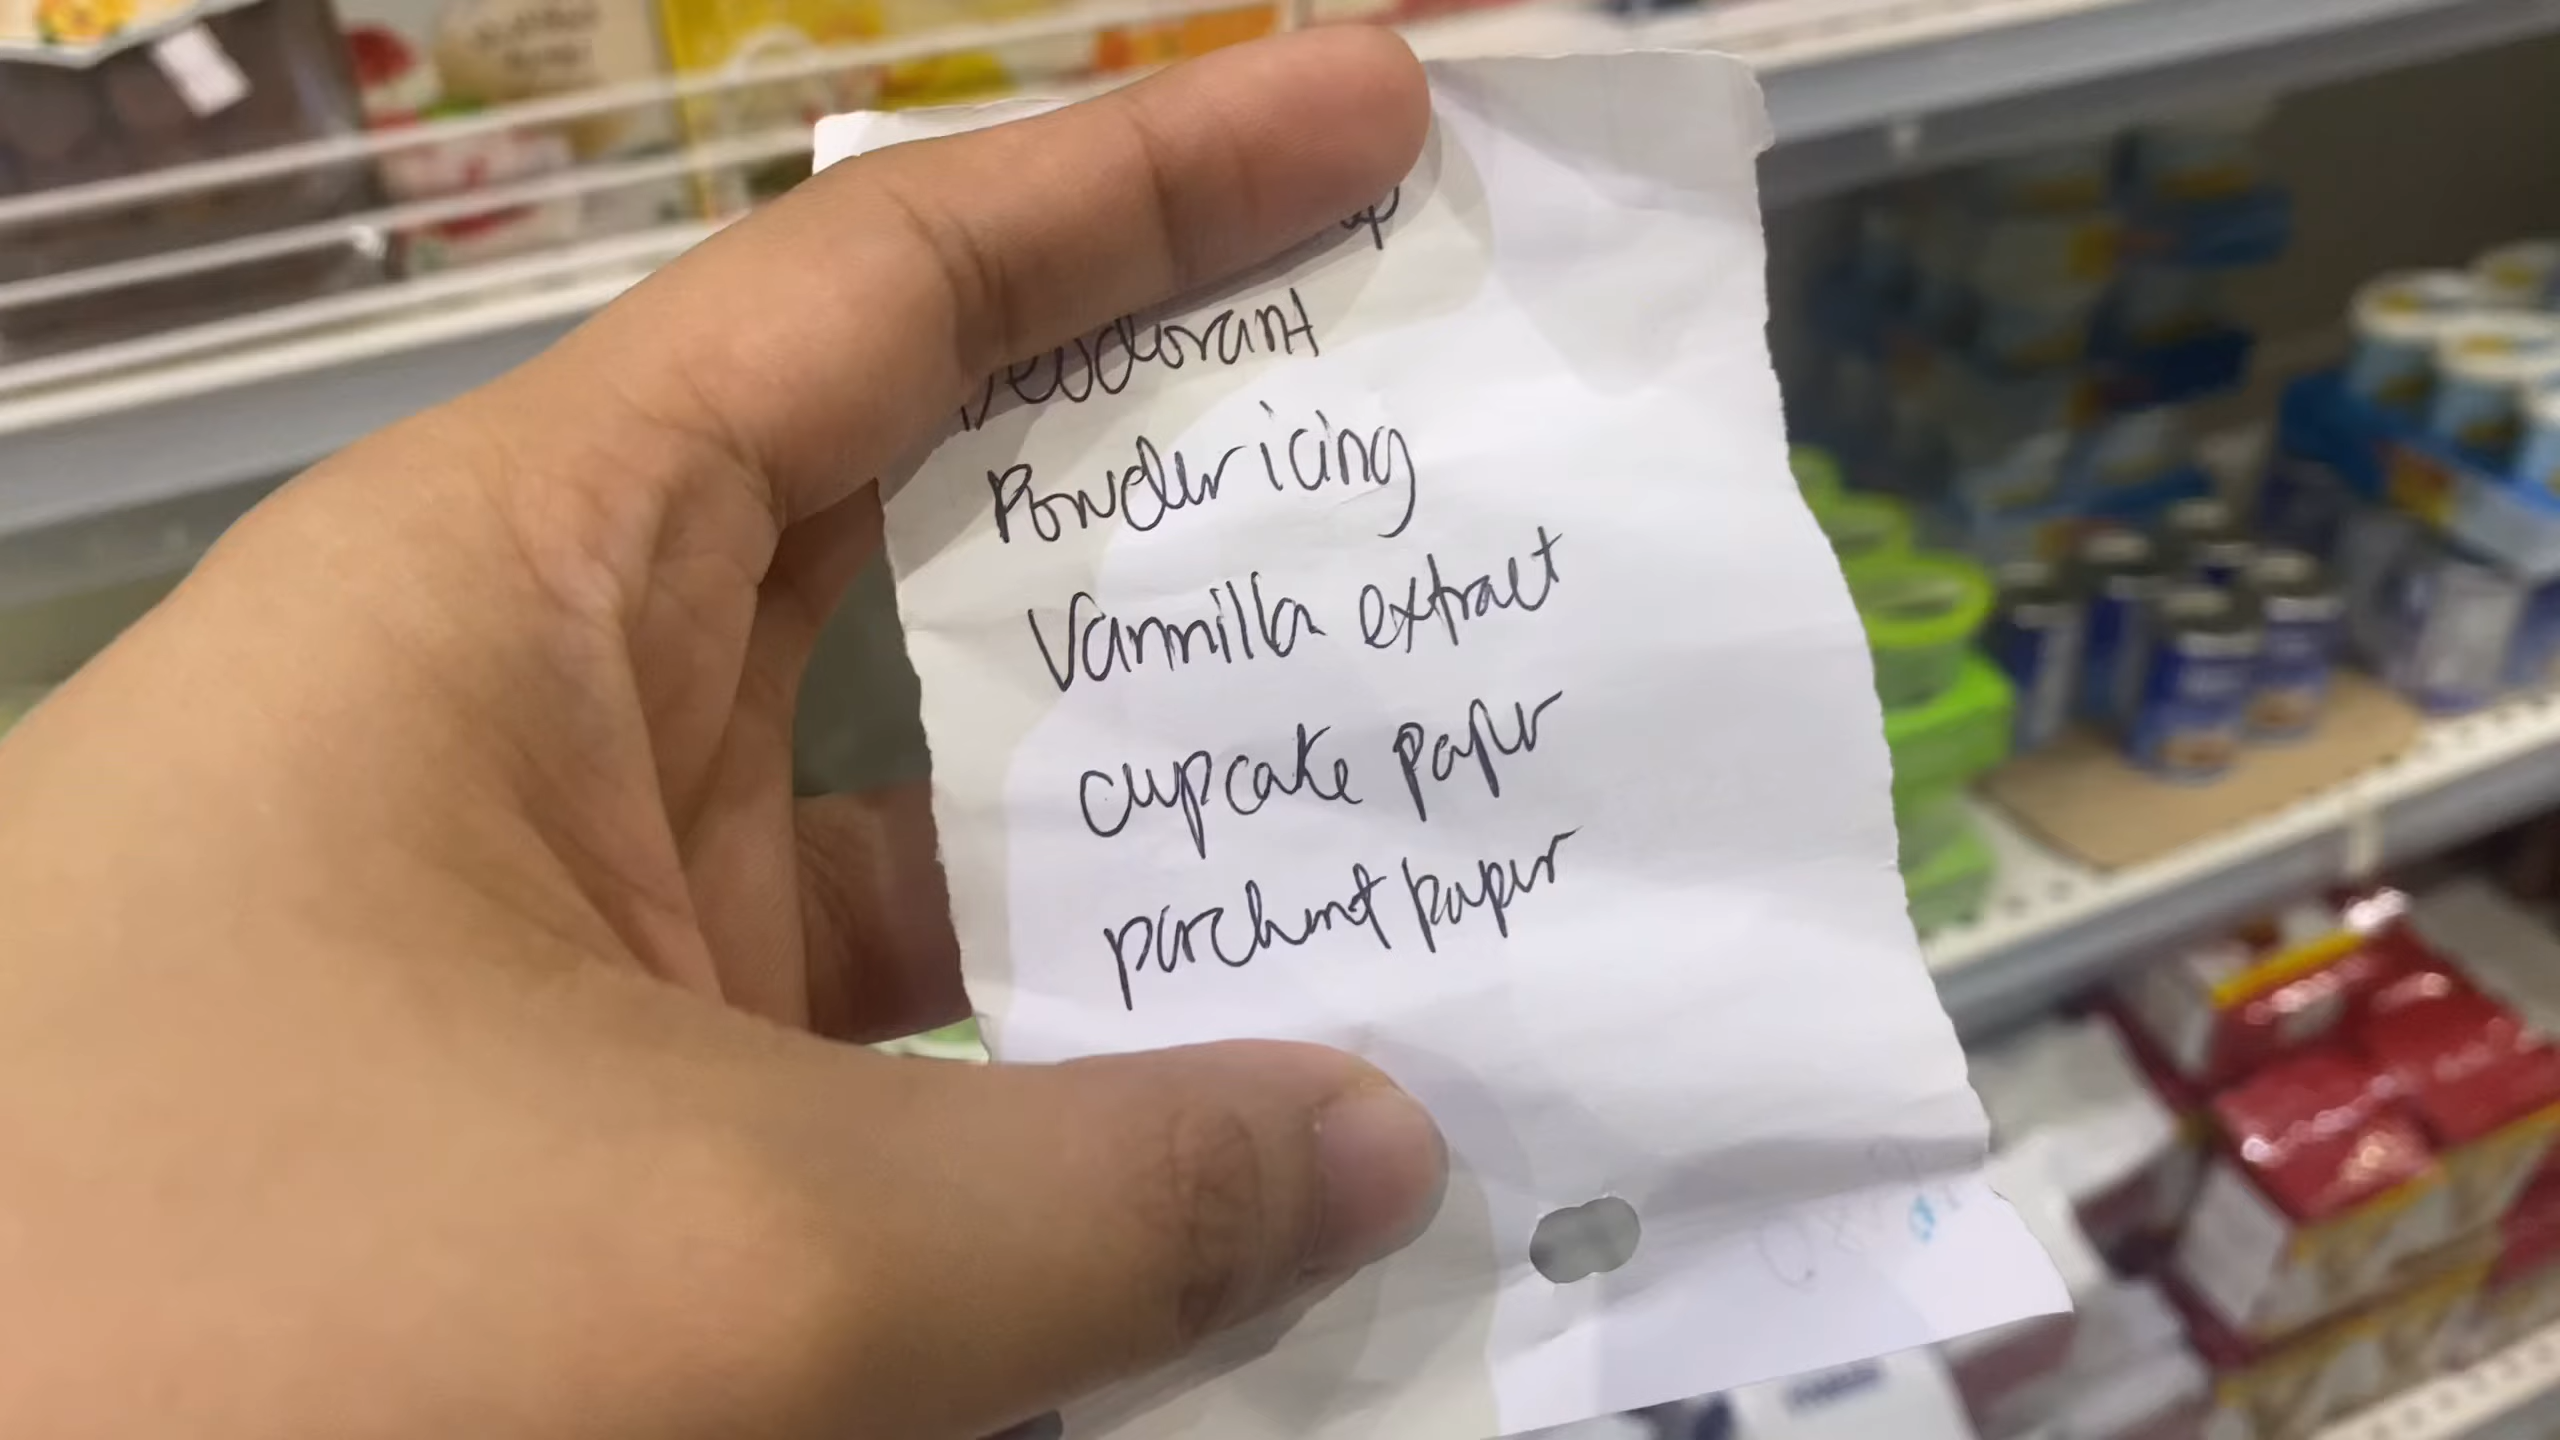 Deodorant
Powder icing
Vannilla extract
cupcake paper
parchment paper